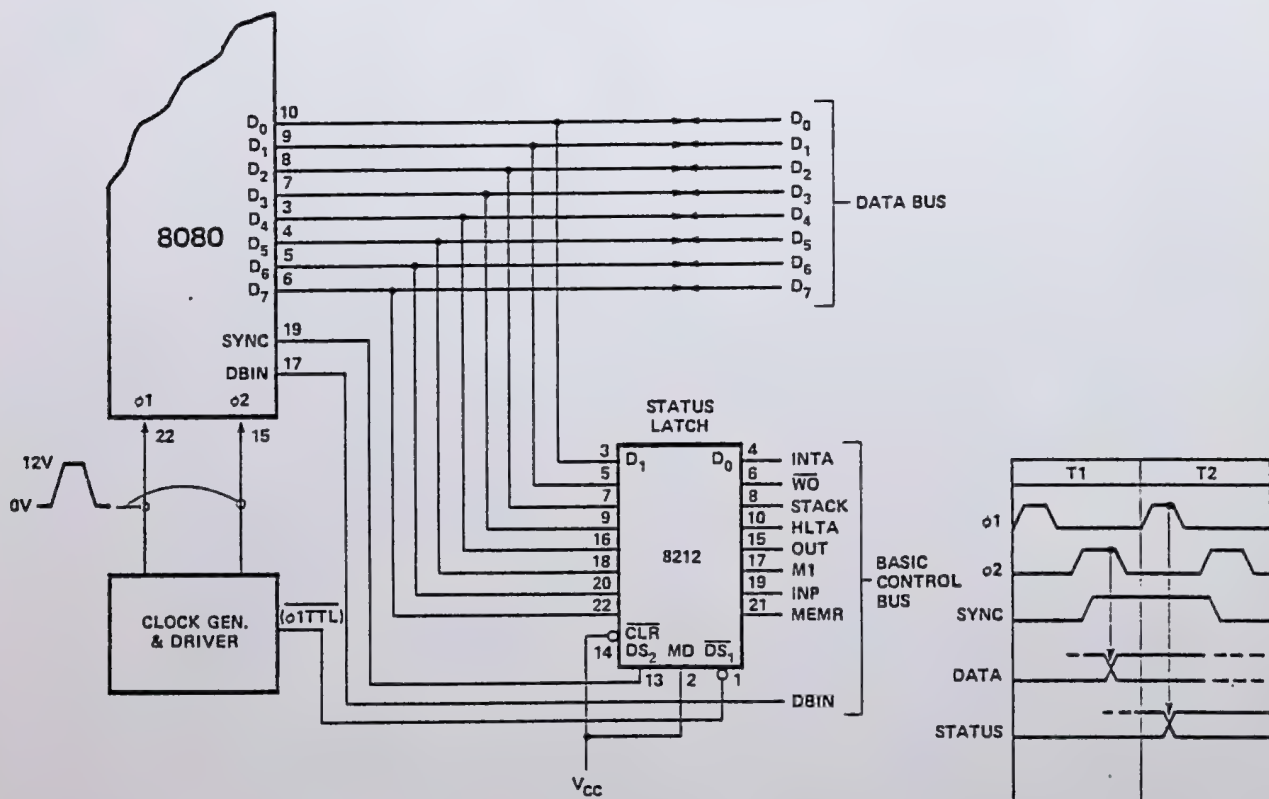 8080
D0 10
D1 9
D2 8
D3 7
D4 3
D5 4
D6 5
D7 6
SYNC 19
DBIN 17
φ1 φ2
22 15
12V
0V
CLOCK GEN.
& DRIVER
(φ1TTL)
D0
D1
D2
D3
D4
D5
D6
D7
DATA BUS
STATUS
LATCH
8212
3 D1 D0 4 INTA
5 6 WO
7 8 STACK
9 10 HLTA
16 15 OUT
18 17 M1
20 19 INP
22 21 MEMR
CLR
14 DS2 MD DS1
13 2 1
DBIN
VCC
BASIC
CONTROL
BUS
T1 T2
φ1
φ2
SYNC
DATA
STATUS